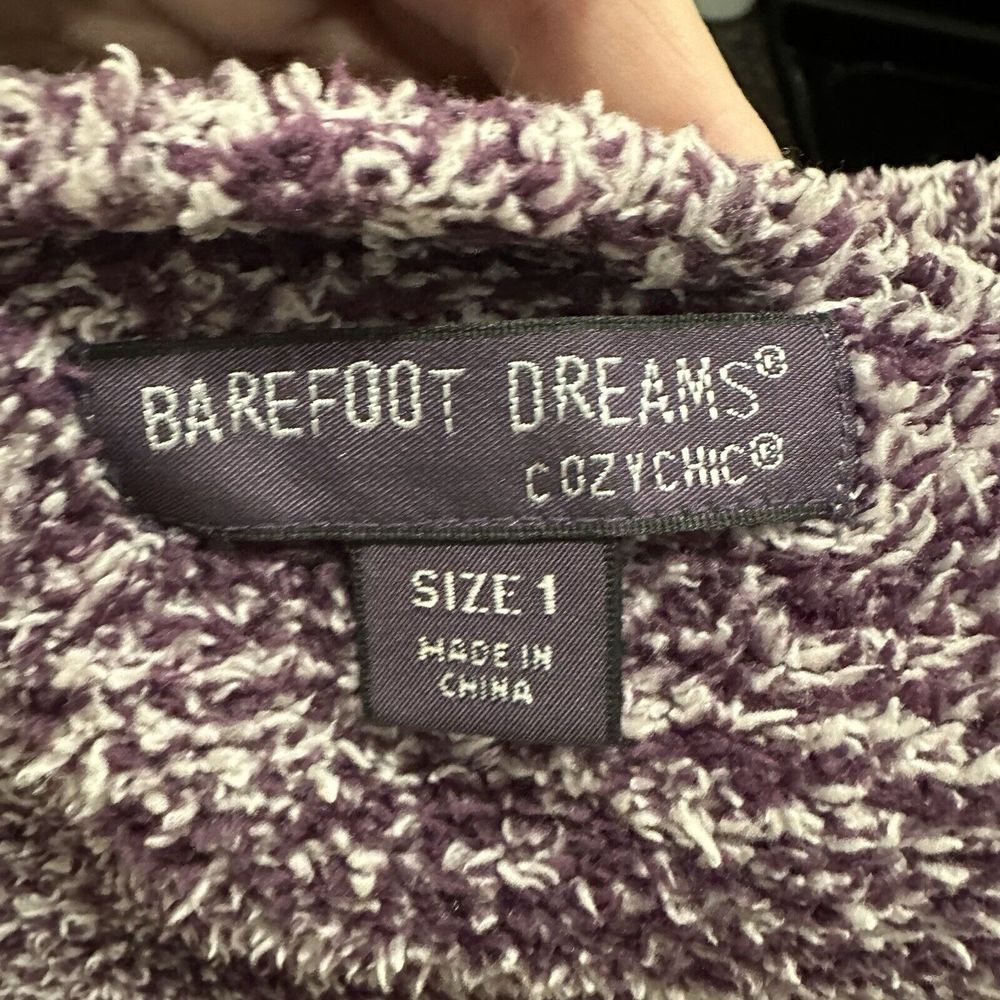 BAREFOOT DREAMS®
COZYCHIC®
SIZE 1
MADE IN
CHINA